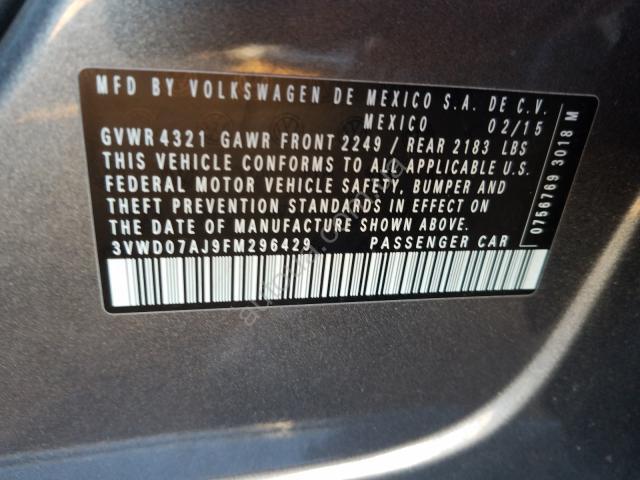 MFD BY VOLKSWAGEN DE MEXICO S.A. DE C.V.
MEXICO 02/15
GVWR 4321 GAWR FRONT 2249 / REAR 2183 LBS
THIS VEHICLE CONFORMS TO ALL APPLICABLE U.S.
FEDERAL MOTOR VEHICLE SAFETY, BUMPER AND
THEFT PREVENTION STANDARDS IN EFFECT ON
THE DATE OF MANUFACTURE SHOWN ABOVE.
3VWD07AJ9FM296429 PASSENGER CAR
0756769 3018 M